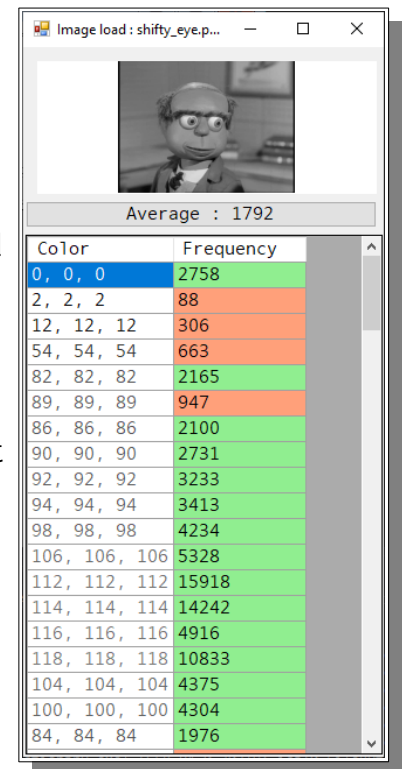 Image load : shifty_eye.p...
Average : 1792
Color Frequency
0, 0, 0 2758
2, 2, 2 88
12, 12, 12 306
54, 54, 54 663
82, 82, 82 2165
89, 89, 89 947
86, 86, 86 2100
90, 90, 90 2731
92, 92, 92 3233
94, 94, 94 3413
98, 98, 98 4234
106, 106, 106 5328
112, 112, 112 15918
114, 114, 114 14242
116, 116, 116 4916
118, 118, 118 10833
104, 104, 104 4375
100, 100, 100 4304
84, 84, 84 1976